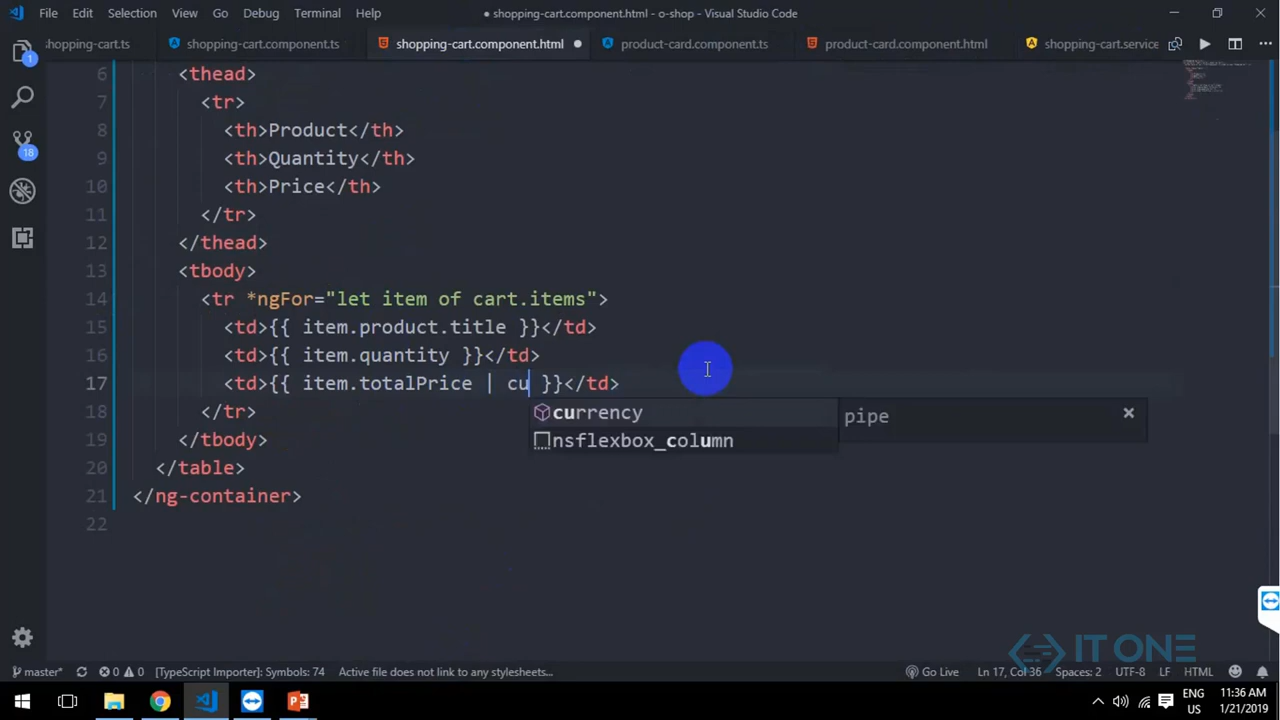 File Edit Selection View Go Debug Terminal Help
● shopping-cart.component.html - o-shop - Visual Studio Code
shopping-cart.ts shopping-cart.component.ts shopping-cart.component.html product-card.component.ts product-card.component.html shopping-cart.service
6 <thead>
7 <tr>
8 <th>Product</th>
9 <th>Quantity</th>
10 <th>Price</th>
11 </tr>
12 </thead>
13 <tbody>
14 <tr *ngFor="let item of cart.items">
15 <td>{{ item.product.title }}</td>
16 <td>{{ item.quantity }}</td>
17 <td>{{ item.totalPrice | cu }}</td>
18 </tr>
currency pipe
19 </tbody>
nsflexbox_column
20 </table>
21 </ng-container>
22
1
18
IT ONE
master* 0 0 [TypeScript Importer]: Symbols: 74 Active file does not link to any stylesheets... Go Live Ln 17, Col 36 Spaces: 2 UTF-8 LF HTML
ENG US
11:36 AM
1/21/2019